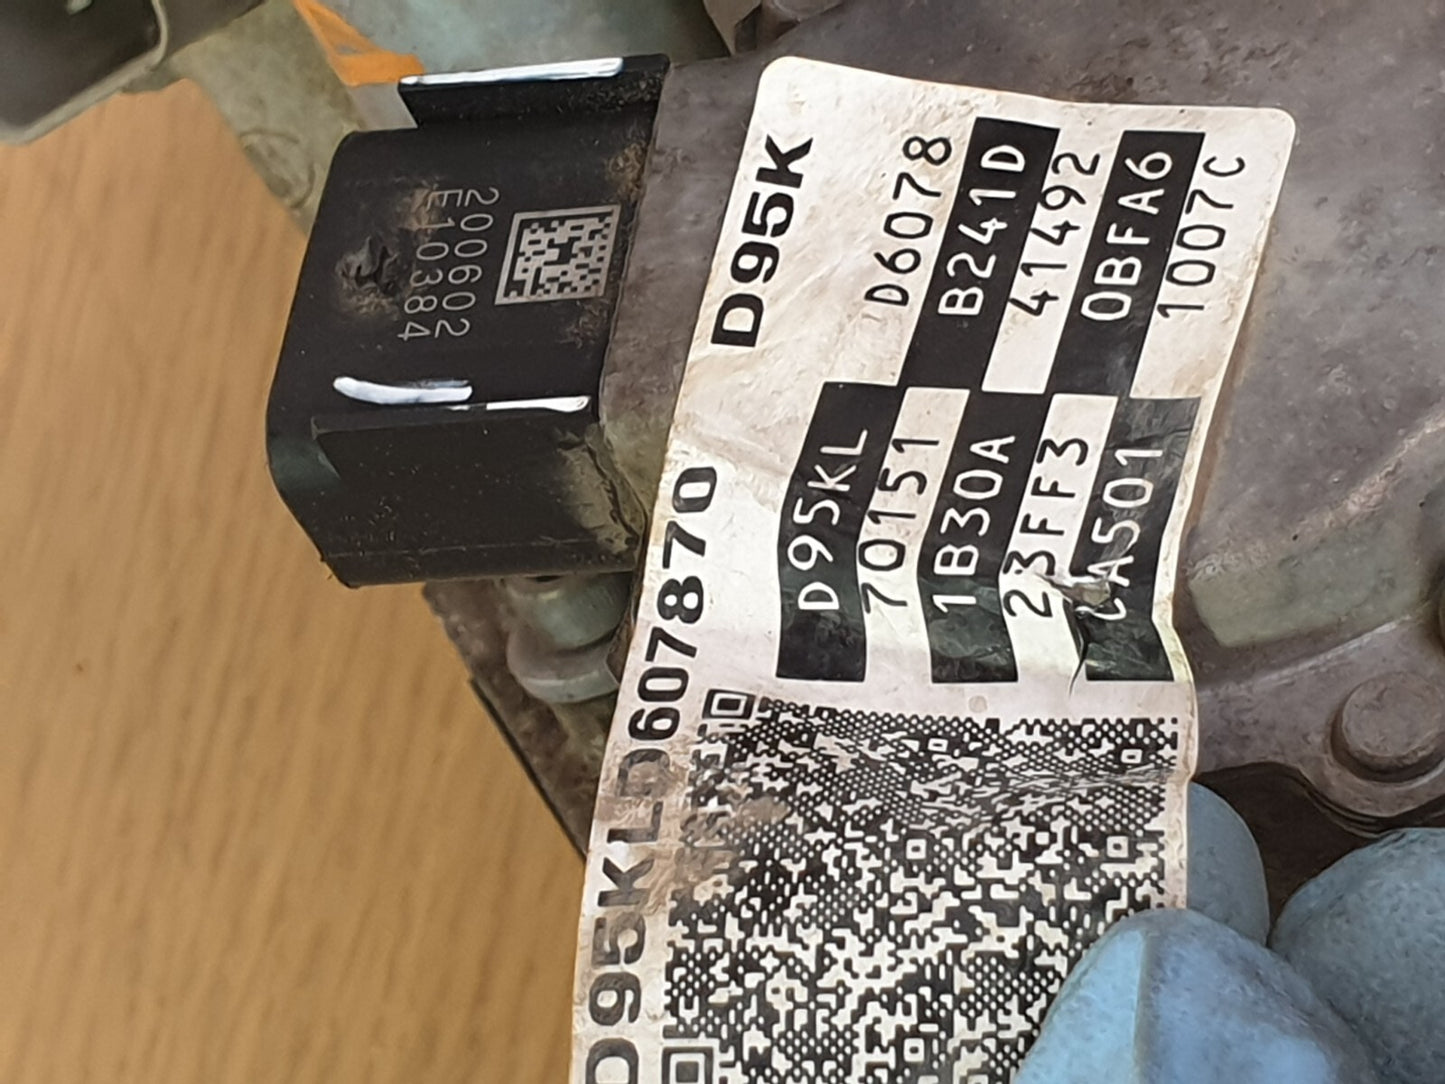 200602
E10384
D95KLD607870 D95K
D95KL D6078
70151 B241D
1B30A 41492
23FF3 0BFA6
1007C